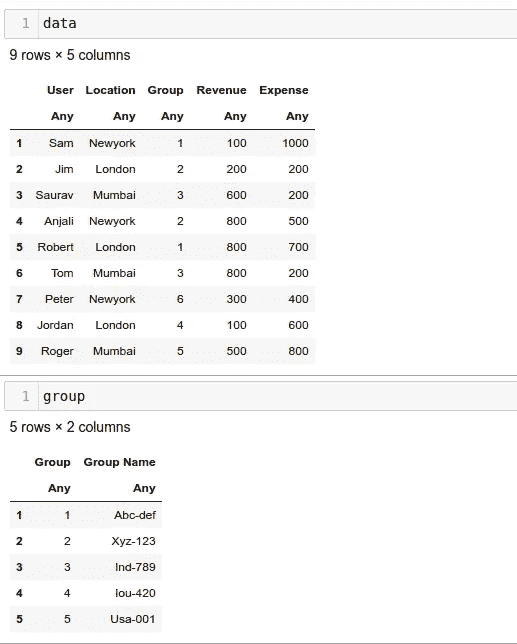 1 data
9 rows × 5 columns
User Location Group Revenue Expense
Any Any Any Any Any
1 Sam Newyork 1 100 1000
2 Jim London 2 200 200
3 Saurav Mumbai 3 600 200
4 Anjali Newyork 2 800 500
5 Robert London 1 800 700
6 Tom Mumbai 3 800 200
7 Peter Newyork 6 300 400
8 Jordan London 4 100 600
9 Roger Mumbai 5 500 800
1 group
5 rows × 2 columns
Group Group Name
Any Any
1 1 Abc-def
2 2 Xyz-123
3 3 Ind-789
4 4 Iou-420
5 5 Usa-001